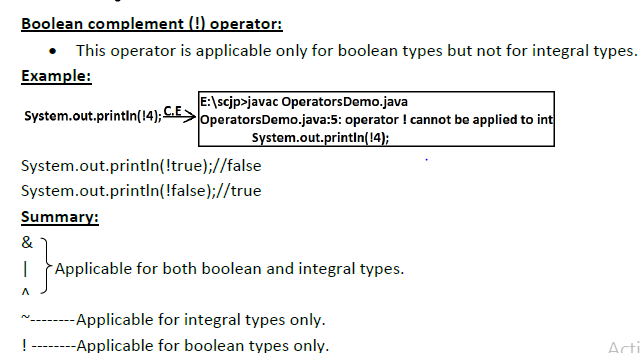 Boolean complement (!) operator:
• This operator is applicable only for boolean types but not for integral types.
Example:
System.out.println(!4); C.E > E:\scjp>javac OperatorsDemo.java
OperatorsDemo.java:5: operator ! cannot be applied to int
System.out.println(!4);
System.out.println(!true);//false
System.out.println(!false);//true
Summary:
&
| Applicable for both boolean and integral types.
^
~--------Applicable for integral types only.
! --------Applicable for boolean types only.
Acti